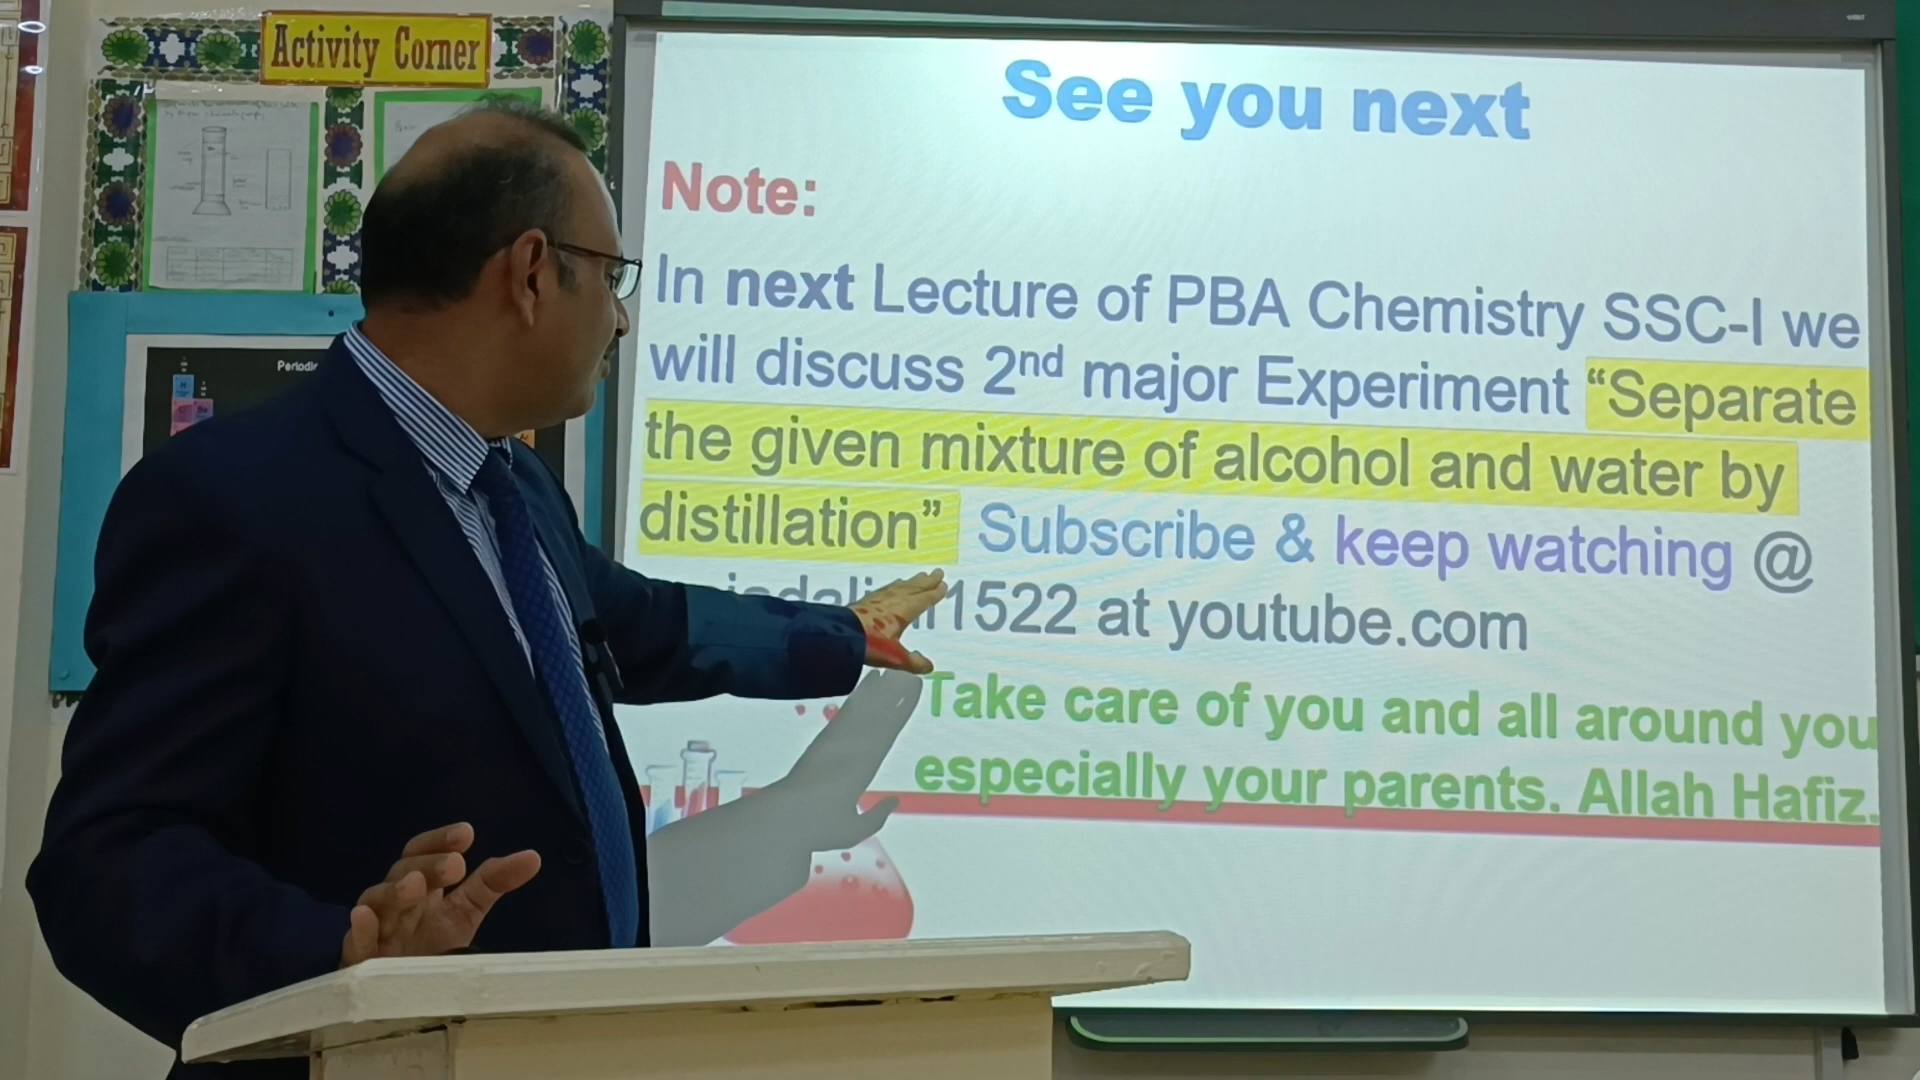 Activity Corner
See you next
Note:
In next Lecture of PBA Chemistry SSC-I we
will discuss 2nd major Experiment “Separate
the given mixture of alcohol and water by
distillation” Subscribe & keep watching @
1522 at youtube.com
Take care of you and all around you
especially your parents. Allah Hafiz.